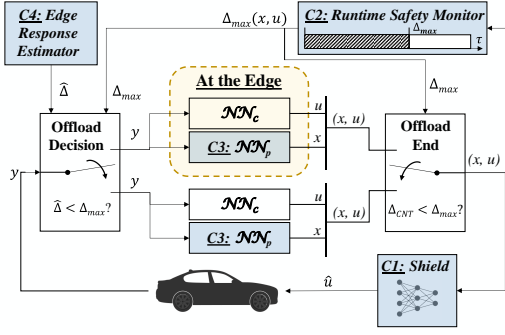 C4: Edge
Response
Estimator
Δmax(x, u)
C2: Runtime Safety Monitor
Δmax
τ
Δ̂
Δmax
Δmax
At the Edge
Offload
Decision
y
y
y
Δ̂ < Δmax?
𝒩𝒩c
u
C3: 𝒩𝒩p
x
(x, u)
𝒩𝒩c
u
C3: 𝒩𝒩p
x
(x, u)
Offload
End
(x, u)
ΔCNT < Δmax?
û
C1: Shield